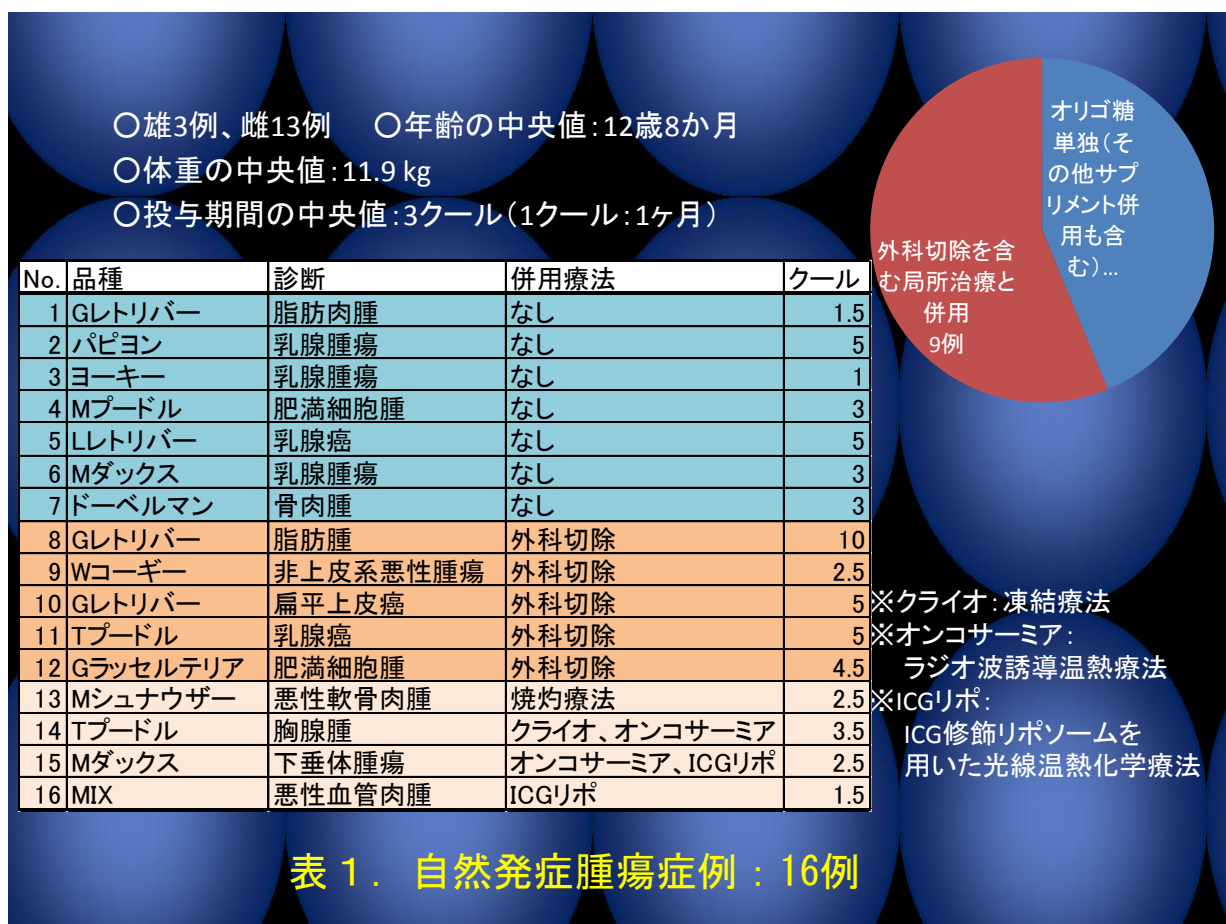 〇雄3例、雌13例 〇年齢の中央値:12歳8か月
〇体重の中央値:11.9 kg
〇投与期間の中央値:3クール(1クール:1ヶ月)
オリゴ糖
単独(そ
の他サプ
リメント併
用も含
む)...
外科切除を含
む局所治療と
併用
9例
No. 品種 診断 併用療法 クール
1 Gレトリバー 脂肪肉腫 なし 1.5
2 パピヨン 乳腺腫瘍 なし 5
3 ヨーキー 乳腺腫瘍 なし 1
4 Mプードル 肥満細胞腫 なし 3
5 Lレトリバー 乳腺癌 なし 5
6 Mダックス 乳腺腫瘍 なし 3
7 ドーベルマン 骨肉腫 なし 3
8 Gレトリバー 脂肪腫 外科切除 10
9 Wコーギー 非上皮系悪性腫瘍 外科切除 2.5
10 Gレトリバー 扁平上皮癌 外科切除 5
11 Tプードル 乳腺癌 外科切除 5
12 Gラッセルテリア 肥満細胞腫 外科切除 4.5
13 Mシュナウザー 悪性軟骨肉腫 焼灼療法 2.5
14 Tプードル 胸腺腫 クライオ、オンコサーミア 3.5
15 Mダックス 下垂体腫瘍 オンコサーミア、ICGリポ 2.5
16 MIX 悪性血管肉腫 ICGリポ 1.5
※クライオ:凍結療法
※オンコサーミア:
ラジオ波誘導温熱療法
※ICGリポ:
ICG修飾リポソームを
用いた光線温熱化学療法
表1. 自然発症腫瘍症例:16例